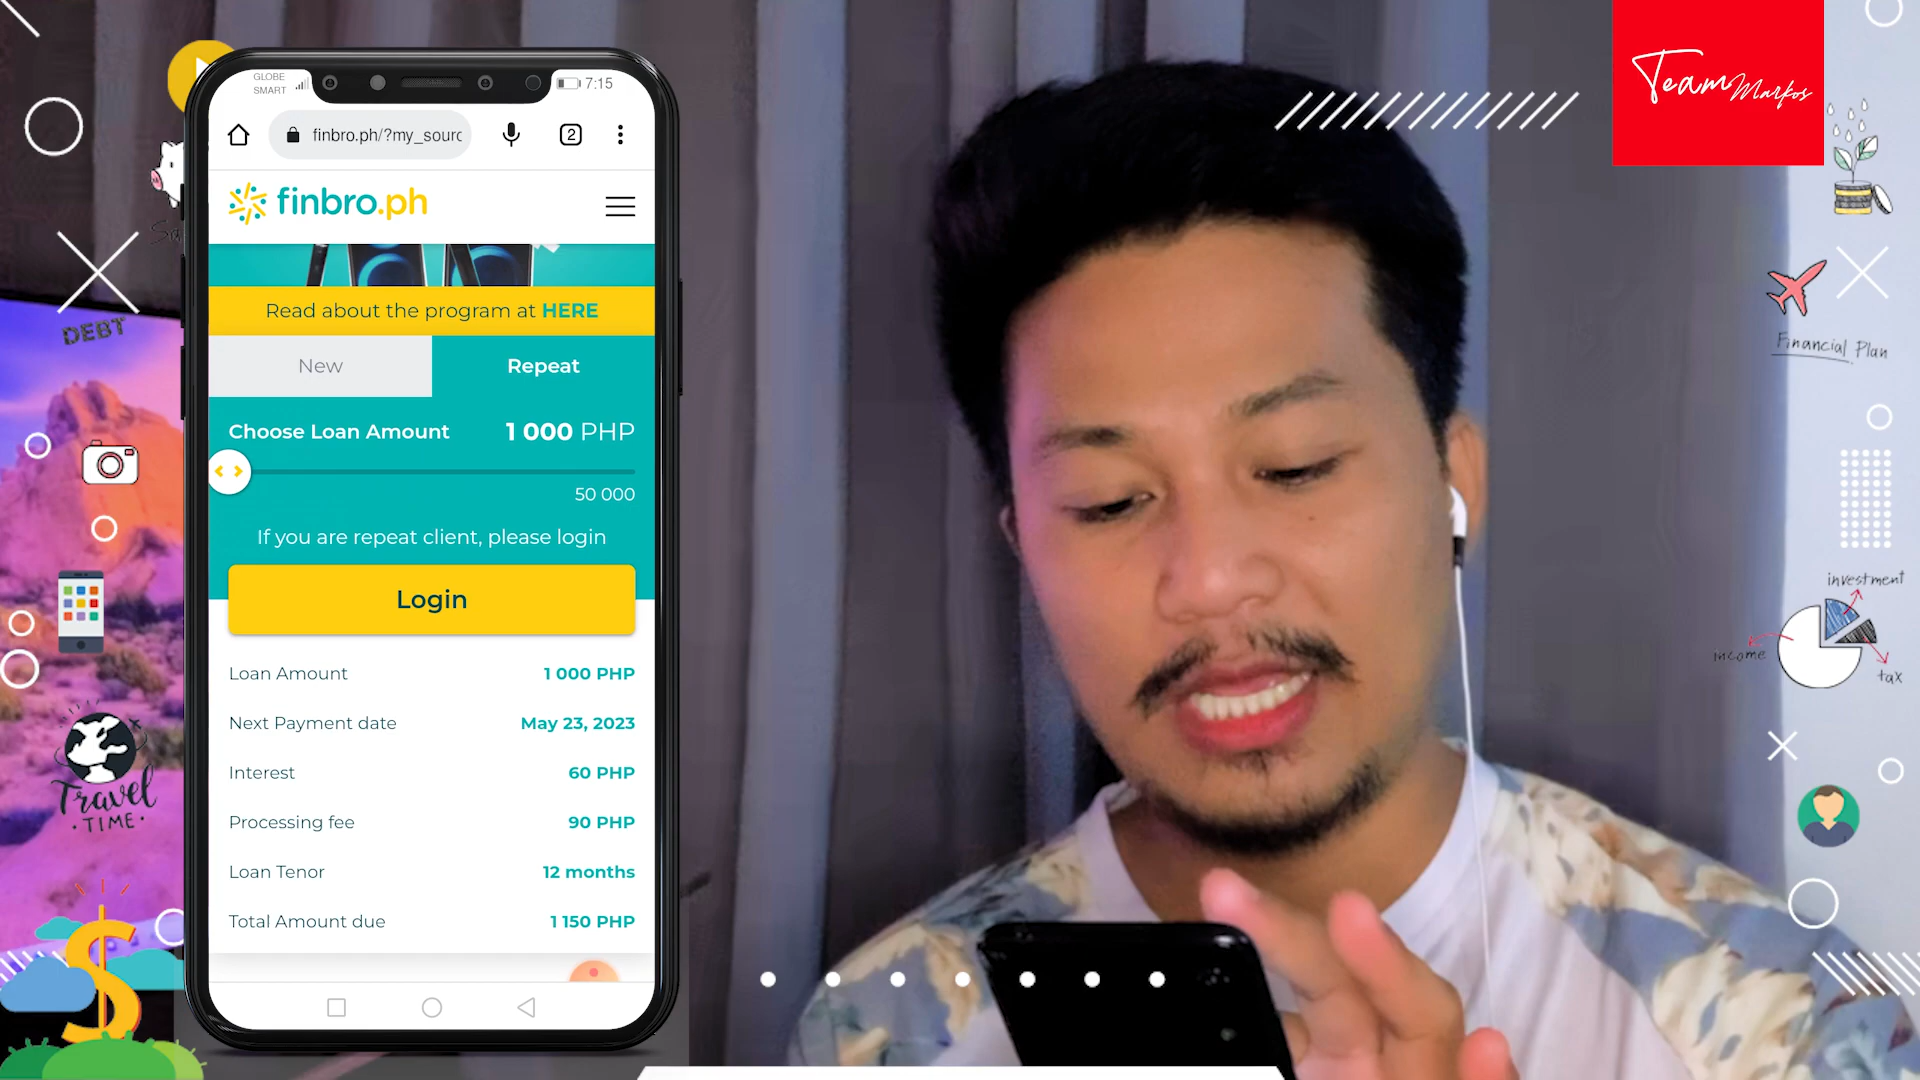 GLOBE
SMART
7:15
finbro.ph/?my_sourc
2
finbro.ph
Read about the program at HERE
New
Repeat
Choose Loan Amount
1 000 PHP
50 000
If you are repeat client, please login
Login
Loan Amount
1 000 PHP
Next Payment date
May 23, 2023
Interest
60 PHP
Processing fee
90 PHP
Loan Tenor
12 months
Total Amount due
1 150 PHP
DEBT
Travel
TIME
Team Markos
Financial Plan
investment
income
tax